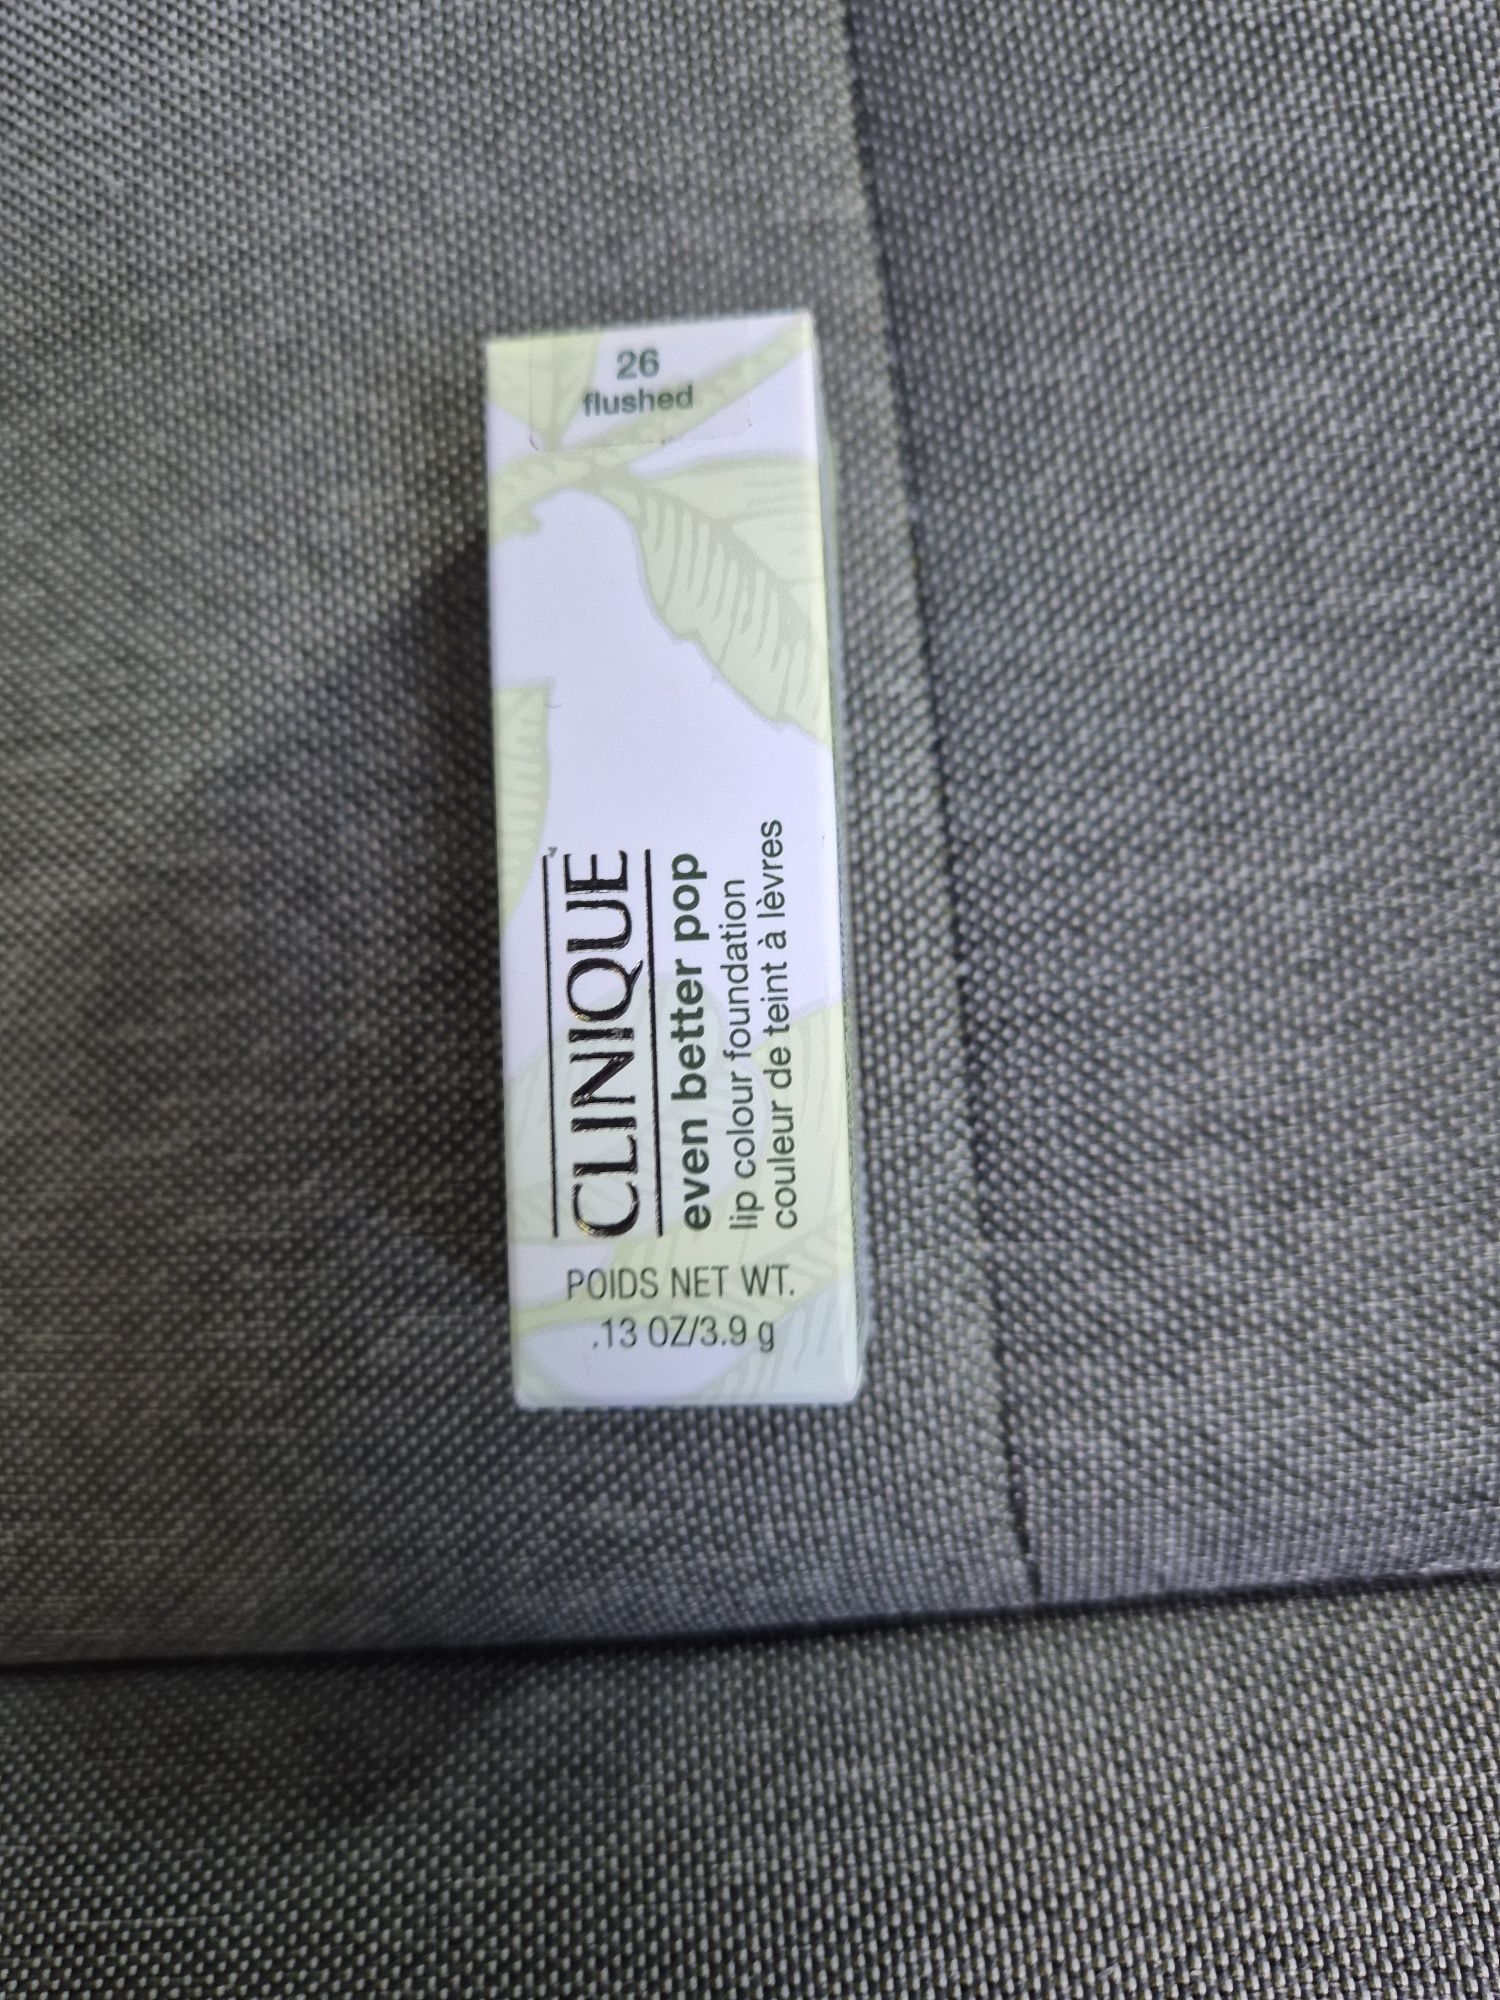 26
flushed
CLINIQUE
even better pop
lip colour foundation
couleur de teint à lèvres
POIDS NET WT.
.13 OZ/3.9 g